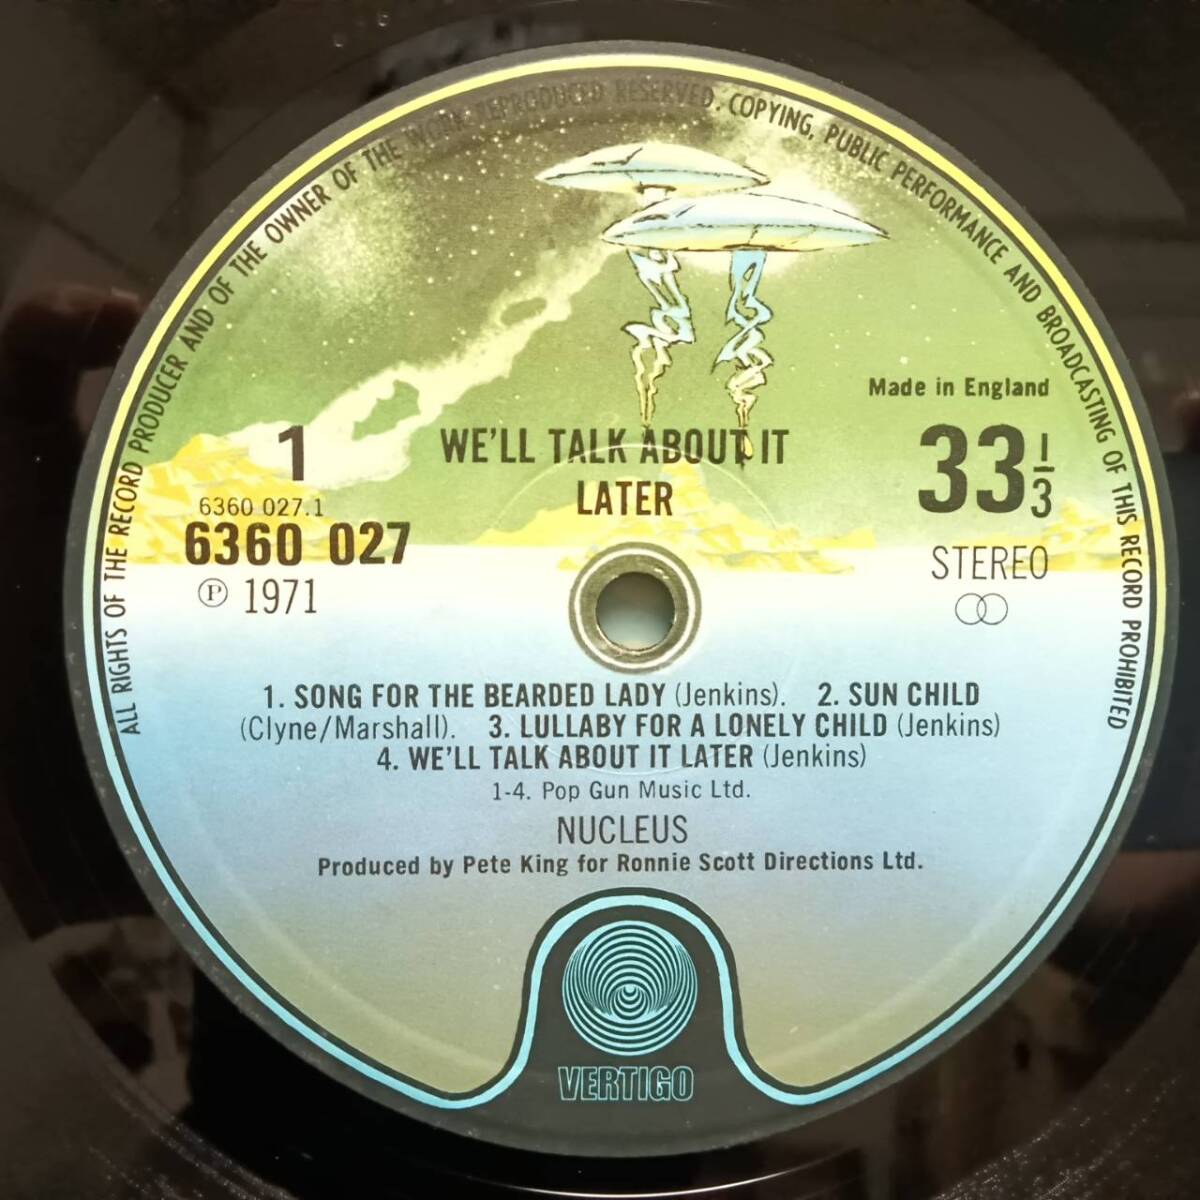 ALL RIGHTS OF THE RECORD PRODUCER AND OF THE OWNER OF THE WORK REPRODUCED RESERVED. COPYING, PUBLIC PERFORMANCE AND BROADCASTING OF THIS RECORD PROHIBITED
Made in England
1
6360 027.1
6360 027
Ⓟ 1971
WE'LL TALK ABOUT IT
LATER
33 1/3
STEREO
1. SONG FOR THE BEARDED LADY (Jenkins). 2. SUN CHILD
(Clyne/Marshall). 3. LULLABY FOR A LONELY CHILD (Jenkins)
4. WE'LL TALK ABOUT IT LATER (Jenkins)
1-4. Pop Gun Music Ltd.
NUCLEUS
Produced by Pete King for Ronnie Scott Directions Ltd.
VERTIGO